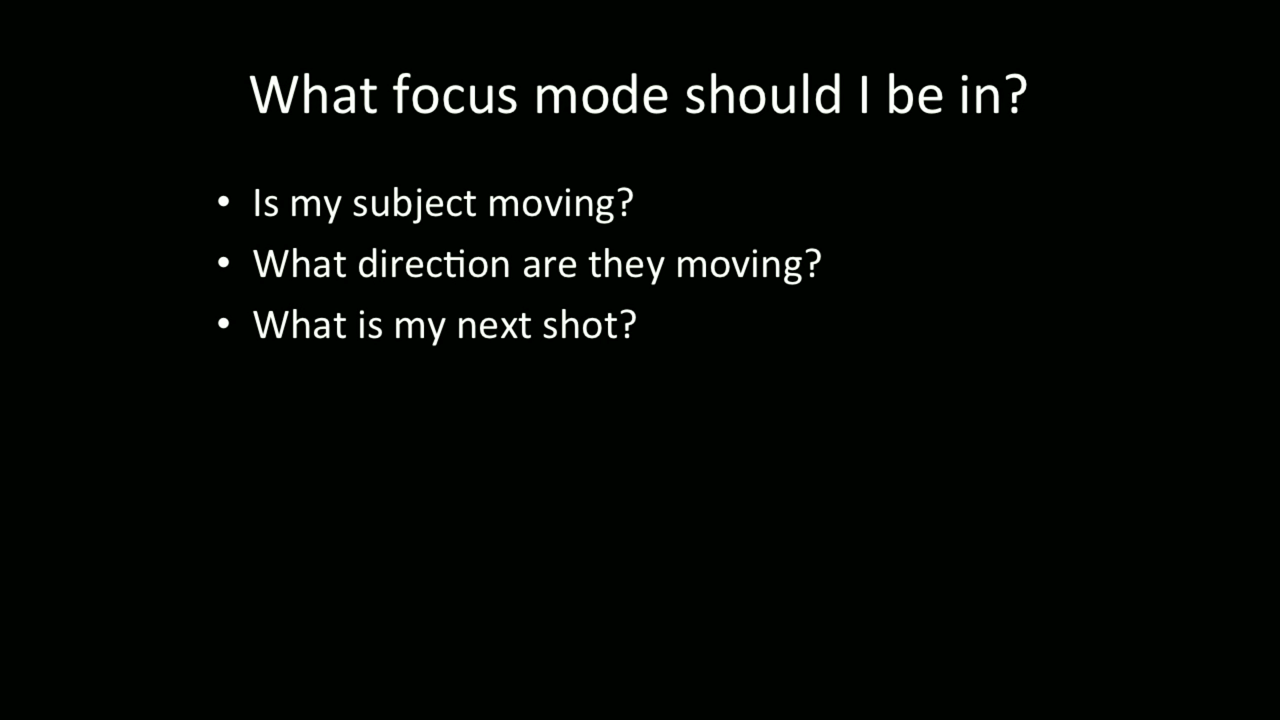 What focus mode should I be in?
• Is my subject moving?
• What direction are they moving?
• What is my next shot?